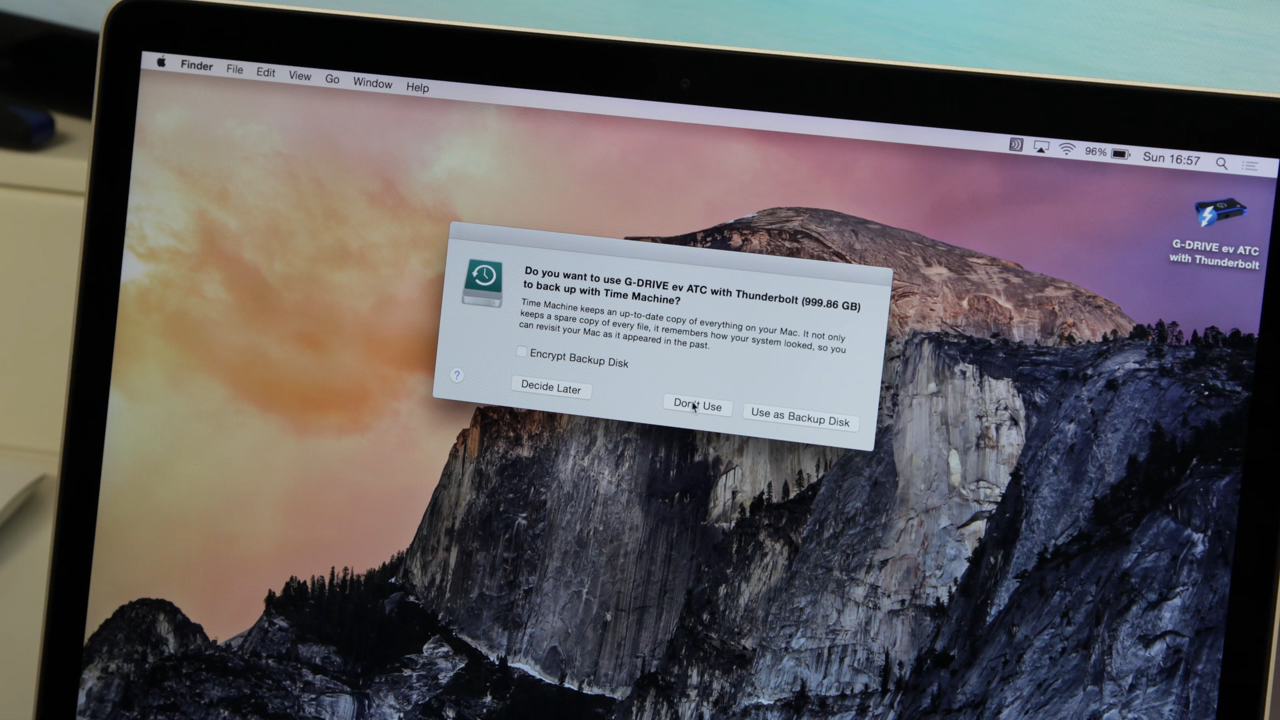 Finder File Edit View Go Window Help
96% Sun 16:57
G-DRIVE ev ATC
with Thunderbolt
Do you want to use G-DRIVE ev ATC with Thunderbolt (999.86 GB)
to back up with Time Machine?
Time Machine keeps an up-to-date copy of everything on your Mac. It not only
keeps a spare copy of every file, it remembers how your system looked, so you
can revisit your Mac as it appeared in the past.
Encrypt Backup Disk
?
Decide Later
Don't Use
Use as Backup Disk